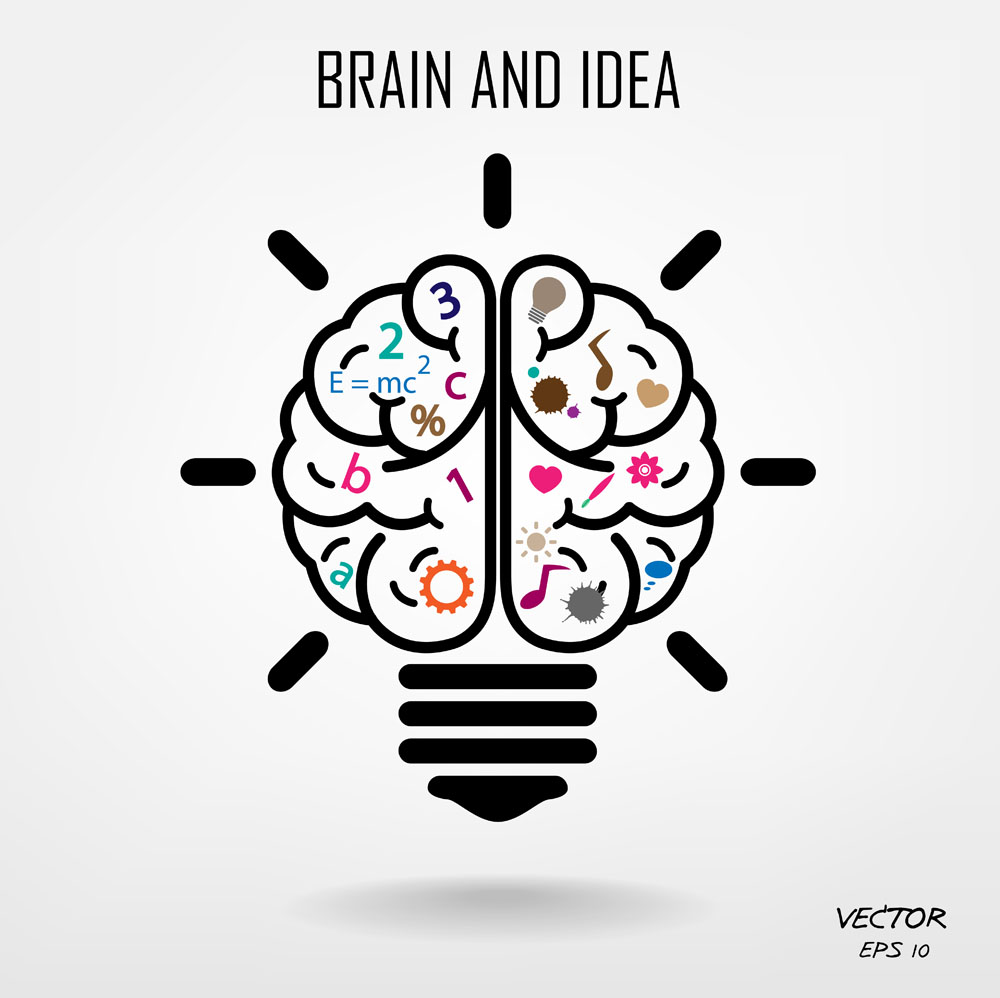 BRAIN AND IDEA
3
2
E = mc²
c
%
b
1
a
VECTOR
EPS 10